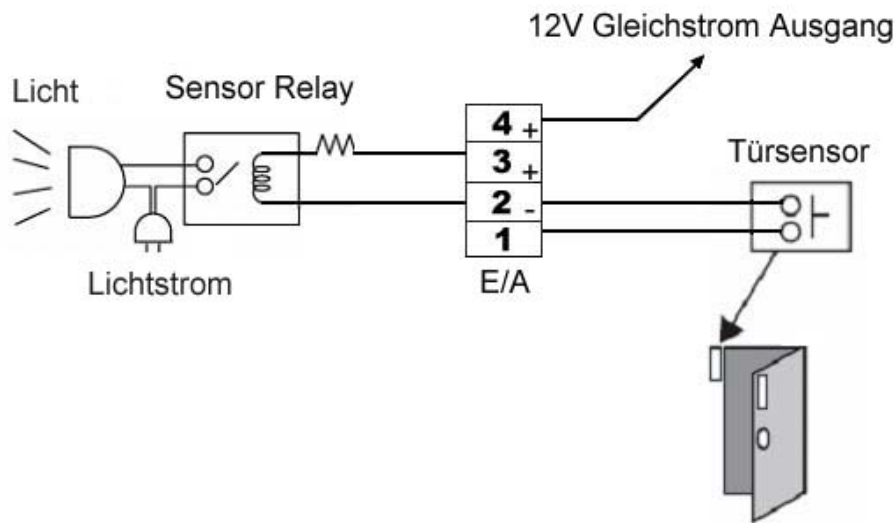 12V Gleichstrom Ausgang
Licht
Sensor Relay
4 +
3 +
2 -
1
E/A
Türsensor
Lichtstrom